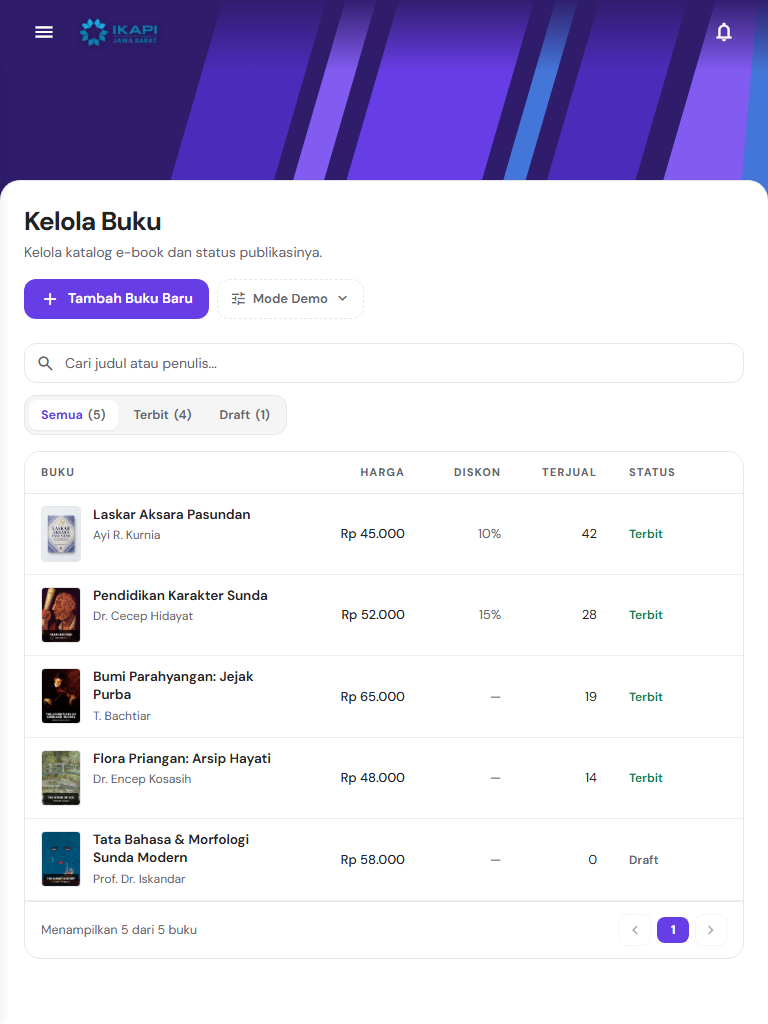 IKAPI
JAWA BARAT
Kelola Buku
Kelola katalog e-book dan status publikasinya.
Tambah Buku Baru
Mode Demo
Cari judul atau penulis...
Semua (5) Terbit (4) Draft (1)
BUKU HARGA DISKON TERJUAL STATUS
LASKAR
AKSARA
PASUNDAN
Laskar Aksara Pasundan
Ayi R. Kurnia
Rp 45.000 10% 42 Terbit
Pendidikan Karakter Sunda
Dr. Cecep Hidayat
Rp 52.000 15% 28 Terbit
Bumi Parahyangan: Jejak
Purba
T. Bachtiar
Rp 65.000 — 19 Terbit
Flora Priangan: Arsip Hayati
Dr. Encep Kosasih
Rp 48.000 — 14 Terbit
Tata Bahasa & Morfologi
Sunda Modern
Prof. Dr. Iskandar
Rp 58.000 — 0 Draft
Menampilkan 5 dari 5 buku
1